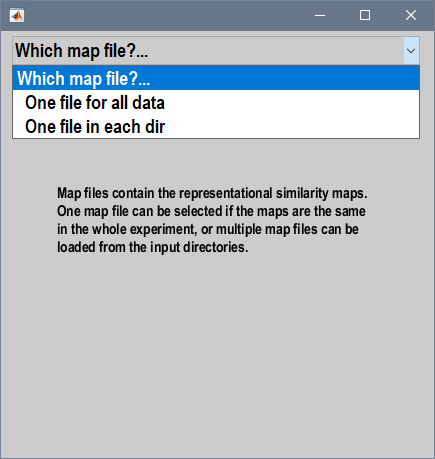 Which map file?...
Which map file?...
One file for all data
One file in each dir
Map files contain the representational similarity maps.
One map file can be selected if the maps are the same
in the whole experiment, or multiple map files can be
loaded from the input directories.